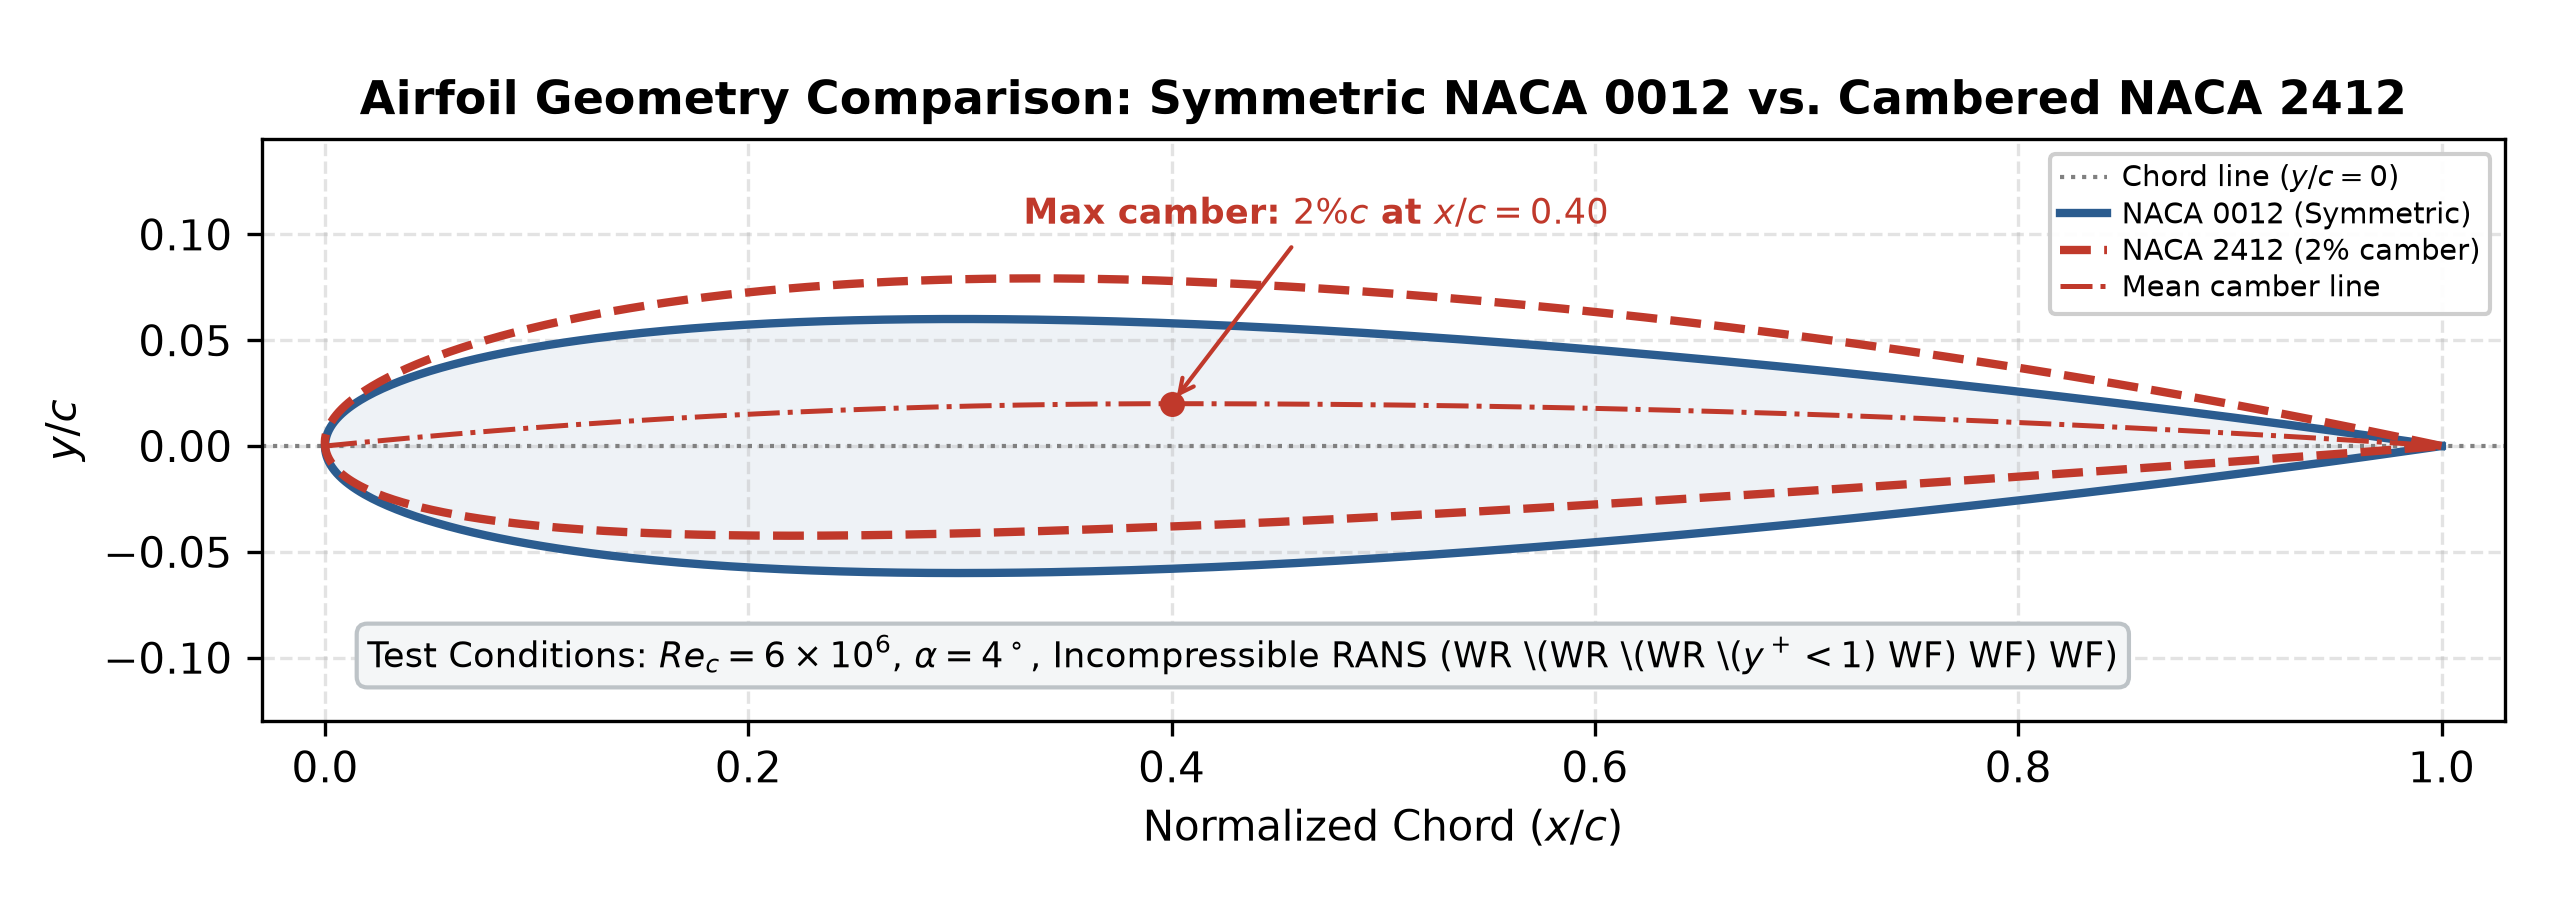 Airfoil Geometry Comparison: Symmetric NACA 0012 vs. Cambered NACA 2412
Max camber: 2%c at x/c = 0.40
Chord line (y/c = 0)
NACA 0012 (Symmetric)
NACA 2412 (2% camber)
Mean camber line
y/c
0.10
0.05
0.00
−0.05
−0.10
Test Conditions: Re_c = 6 × 10⁶, α = 4°, Incompressible RANS (WR \(WR \(WR \(y⁺ < 1) WF) WF) WF)
0.0 0.2 0.4 0.6 0.8 1.0
Normalized Chord (x/c)